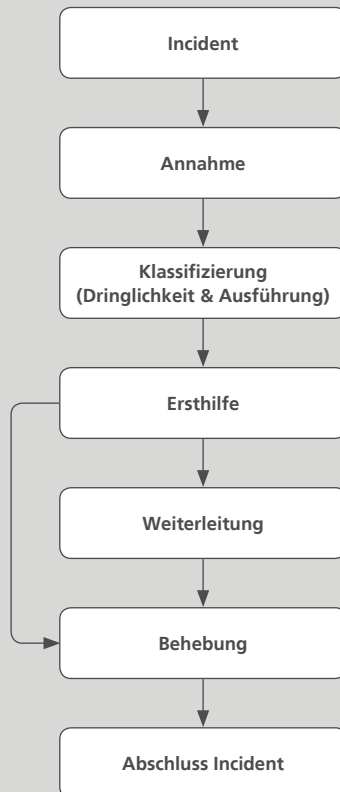 Incident
Annahme
Klassifizierung
(Dringlichkeit & Ausführung)
Ersthilfe
Weiterleitung
Behebung
Abschluss Incident